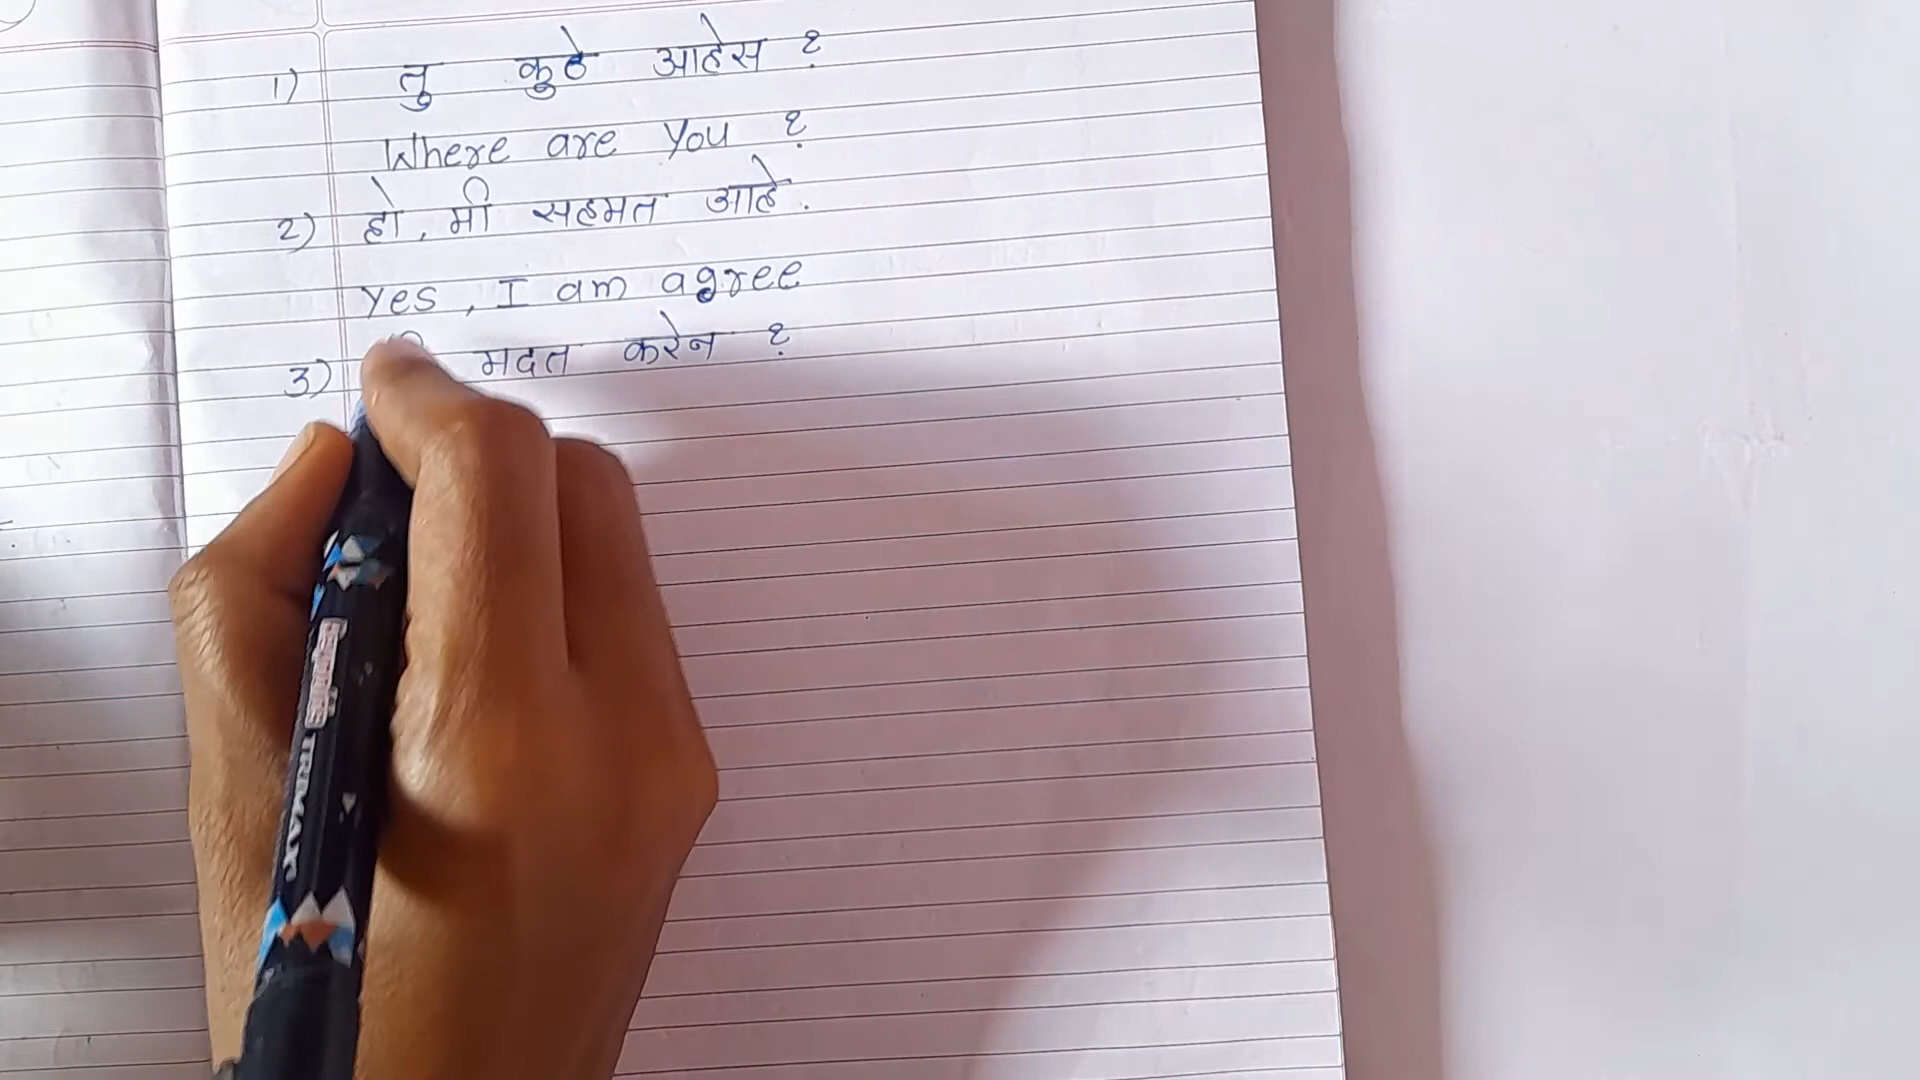 1) तु कुठे आहेस ?
Where are you ?
2) हो, मी सहमत आहे.
Yes, I am agree
3) मदत करेन ?
TRIMAX